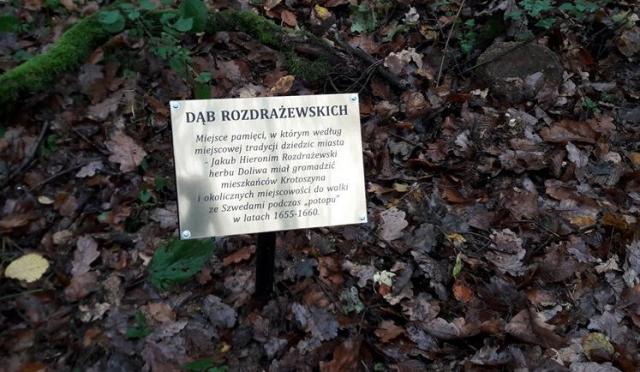 DĄB ROZDRAŻEWSKICH
Miejsce pamięci, w którym według
miejscowej tradycji dziedzic miasta
- Jakub Hieronim Rozdrażewski
herbu Doliwa miał gromadzić
mieszkańców Krotoszyna
i okolicznych miejscowości do walki
ze Szwedami podczas „potopu"
w latach 1655-1660.